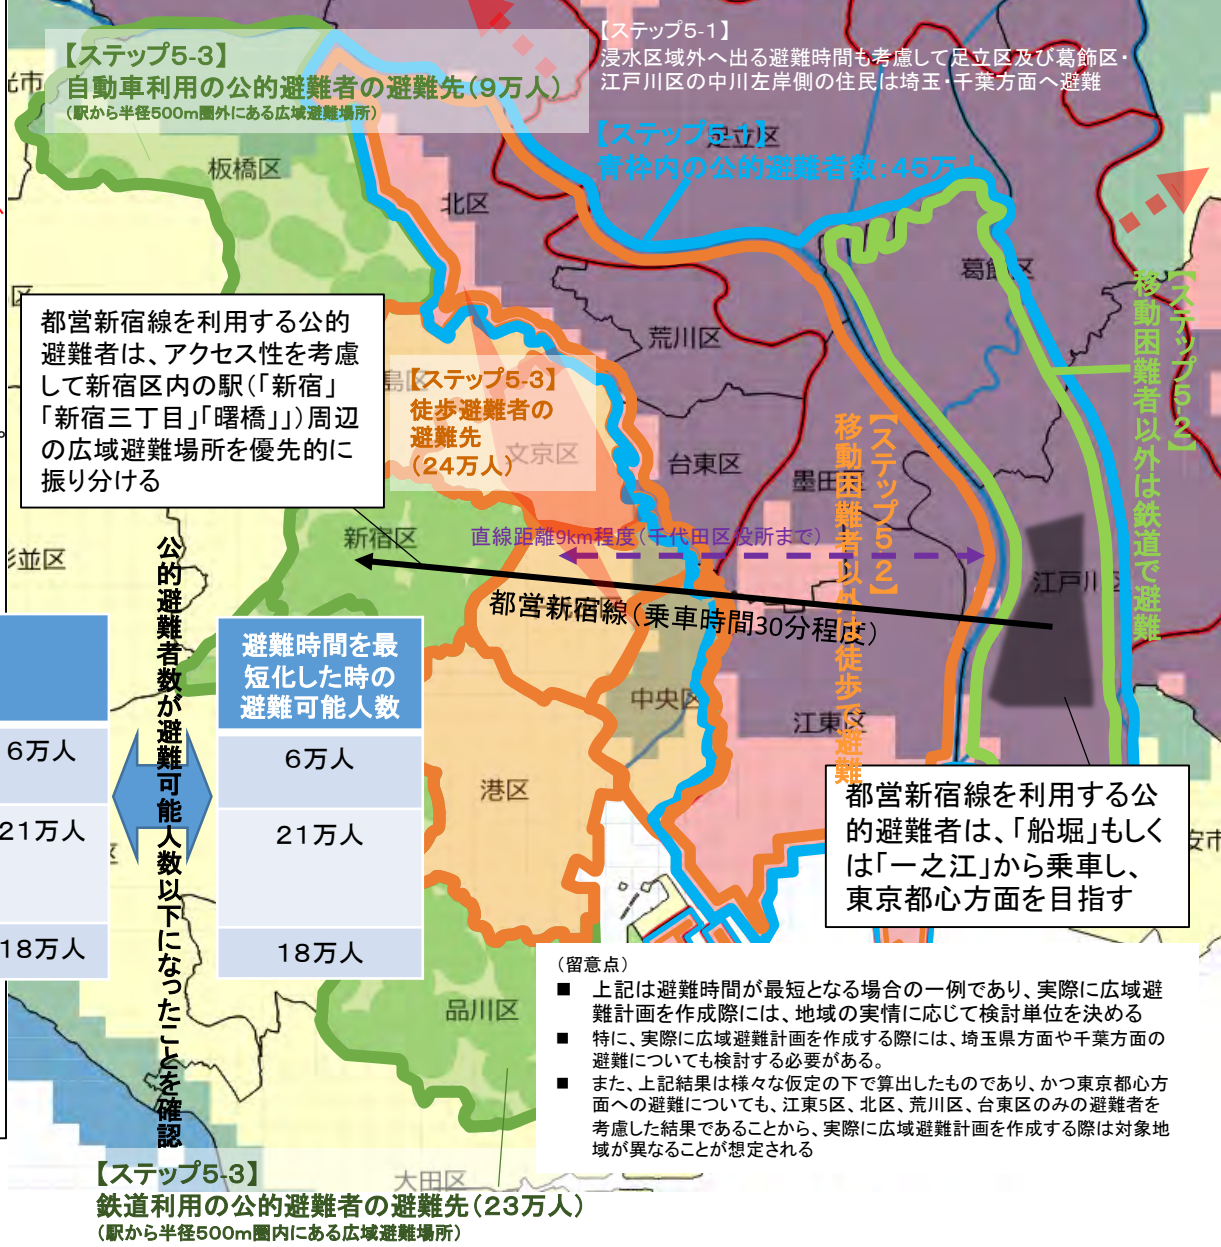 【ステップ5-1】
浸水区域外へ出る避難時間も考慮して足立区及び葛飾区・
江戸川区の中川左岸側の住民は埼玉・千葉方面へ避難
【ステップ5-3】
自動車利用の公的避難者の避難先(9万人)
(駅から半径500m圏外にある広域避難場所)
光市
【ステップ5-1】
青枠内の公的避難者数:45万人
足立区
板橋区
北区
葛飾区
区
【ステップ5-2】
移動困難者以外は鉄道で避難
都営新宿線を利用する公的
避難者は、アクセス性を考慮
して新宿区内の駅(「新宿」
「新宿三丁目」「曙橋」)周辺
の広域避難場所を優先的に
振り分ける
荒川区
島区
【ステップ5-3】
徒歩避難者の
避難先
(24万人)
文京区
台東区
墨田区
【ステップ5-2】
移動困難者以外は徒歩で避難
新宿区
直線距離9km程度(千代田区役所まで)
杉並区
江戸川区
都営新宿線(乗車時間30分程度)
公的避難者数が避難可能人数以下になったことを確認
避難時間を最
短化した時の
避難可能人数
6万人
6万人
21万人
21万人
18万人
18万人
中央区
江東区
港区
区
安市
都営新宿線を利用する公
的避難者は、「船堀」もしく
は「一之江」から乗車し、
東京都心方面を目指す
品川区
大田区
(留意点)
■ 上記は避難時間が最短となる場合の一例であり、実際に広域避
難計画を作成際には、地域の実情に応じて検討単位を決める
■ 特に、実際に広域避難計画を作成する際には、埼玉県方面や千葉方面の
避難についても検討する必要がある。
■ また、上記結果は様々な仮定の下で算出したものであり、かつ東京都心方
面への避難についても、江東5区、北区、荒川区、台東区のみの避難者を
考慮した結果であることから、実際に広域避難計画を作成する際は対象地
域が異なることが想定される
【ステップ5-3】
鉄道利用の公的避難者の避難先(23万人)
(駅から半径500m圏内にある広域避難場所)